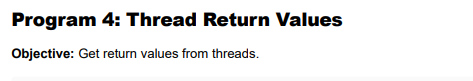 Program 4: Thread Return Values
Objective: Get return values from threads.